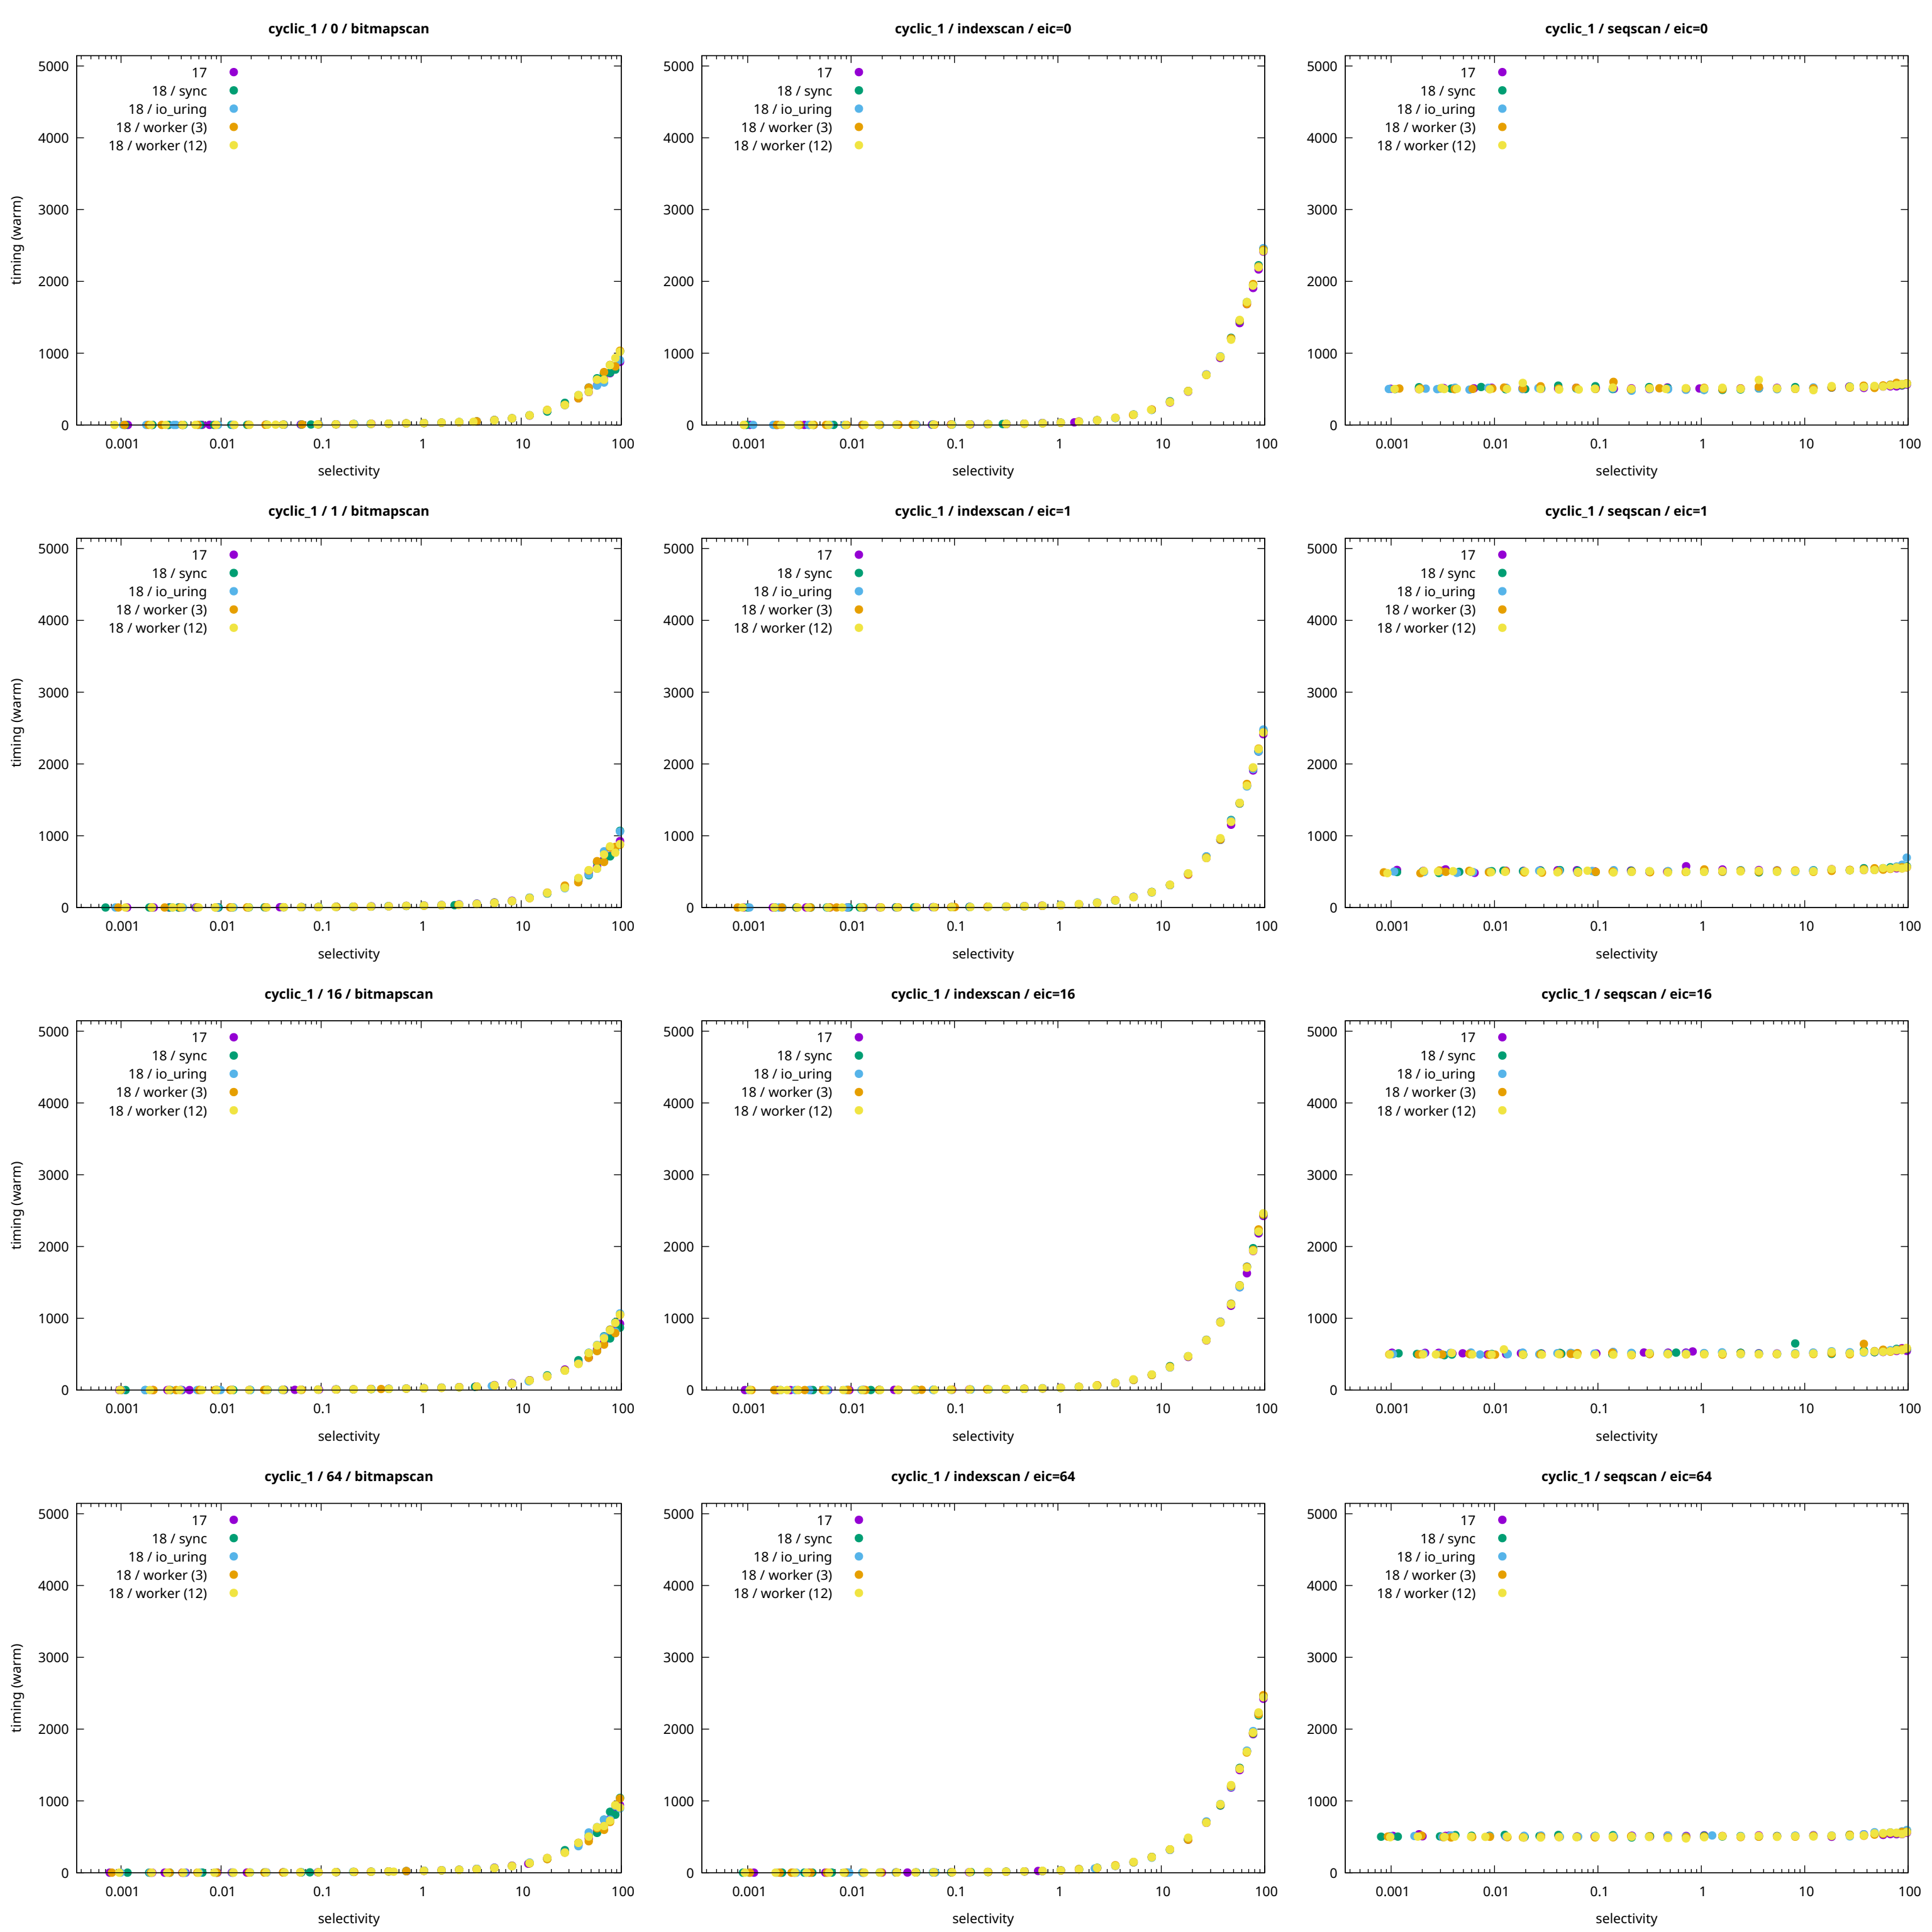 cyclic_1 / 0 / bitmapscan
5000
4000
3000
2000
1000
0
0.001 0.01 0.1 1 10 100
timing (warm)
selectivity
17
18 / sync
18 / io_uring
18 / worker (3)
18 / worker (12)
cyclic_1 / indexscan / eic=0
5000
4000
3000
2000
1000
0
0.001 0.01 0.1 1 10 100
selectivity
17
18 / sync
18 / io_uring
18 / worker (3)
18 / worker (12)
cyclic_1 / seqscan / eic=0
5000
4000
3000
2000
1000
0
0.001 0.01 0.1 1 10 100
selectivity
17
18 / sync
18 / io_uring
18 / worker (3)
18 / worker (12)
cyclic_1 / 1 / bitmapscan
5000
4000
3000
2000
1000
0
0.001 0.01 0.1 1 10 100
timing (warm)
selectivity
17
18 / sync
18 / io_uring
18 / worker (3)
18 / worker (12)
cyclic_1 / indexscan / eic=1
5000
4000
3000
2000
1000
0
0.001 0.01 0.1 1 10 100
selectivity
17
18 / sync
18 / io_uring
18 / worker (3)
18 / worker (12)
cyclic_1 / seqscan / eic=1
5000
4000
3000
2000
1000
0
0.001 0.01 0.1 1 10 100
selectivity
17
18 / sync
18 / io_uring
18 / worker (3)
18 / worker (12)
cyclic_1 / 16 / bitmapscan
5000
4000
3000
2000
1000
0
0.001 0.01 0.1 1 10 100
timing (warm)
selectivity
17
18 / sync
18 / io_uring
18 / worker (3)
18 / worker (12)
cyclic_1 / indexscan / eic=16
5000
4000
3000
2000
1000
0
0.001 0.01 0.1 1 10 100
selectivity
17
18 / sync
18 / io_uring
18 / worker (3)
18 / worker (12)
cyclic_1 / seqscan / eic=16
5000
4000
3000
2000
1000
0
0.001 0.01 0.1 1 10 100
selectivity
17
18 / sync
18 / io_uring
18 / worker (3)
18 / worker (12)
cyclic_1 / 64 / bitmapscan
5000
4000
3000
2000
1000
0
0.001 0.01 0.1 1 10 100
timing (warm)
selectivity
17
18 / sync
18 / io_uring
18 / worker (3)
18 / worker (12)
cyclic_1 / indexscan / eic=64
5000
4000
3000
2000
1000
0
0.001 0.01 0.1 1 10 100
selectivity
17
18 / sync
18 / io_uring
18 / worker (3)
18 / worker (12)
cyclic_1 / seqscan / eic=64
5000
4000
3000
2000
1000
0
0.001 0.01 0.1 1 10 100
selectivity
17
18 / sync
18 / io_uring
18 / worker (3)
18 / worker (12)